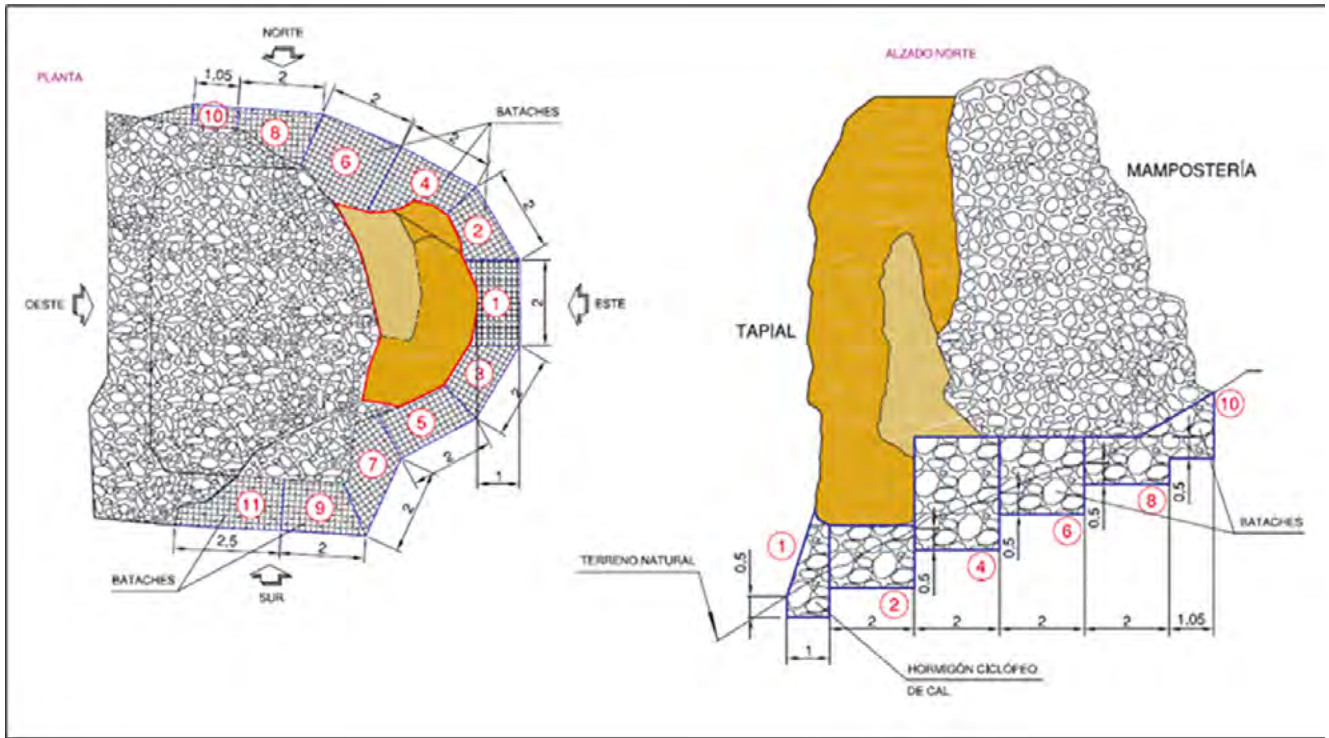 PLANTA
NORTE
1,05
2
2
2
BATACHES
10
8
6
4
2
2
1
2
OESTE
ESTE
3
2
5
2
1
7
2
11
9
2,5
2
BATACHES
SUR
ALZADO NORTE
MAMPOSTERÍA
TAPIAL
10
0,5
8
0,5
6
0,5
BATACHES
4
0,5
2
1
TERRENO NATURAL
0,5
2
2
2
2
1.05
1
HORMIGÓN CICLÓPEO
DE CAL